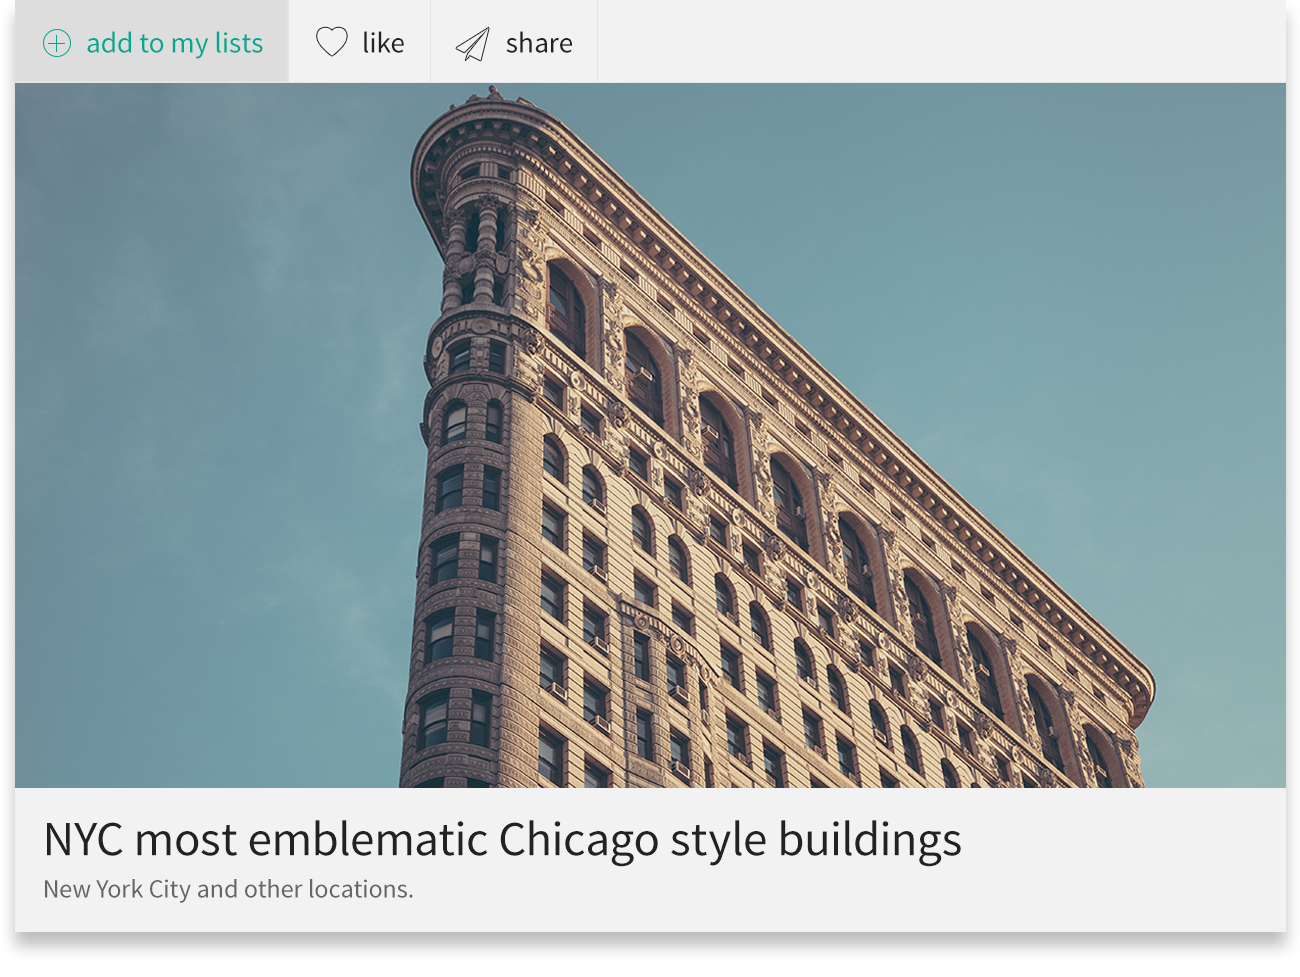 add to my lists
like
share
NYC most emblematic Chicago style buildings
New York City and other locations.